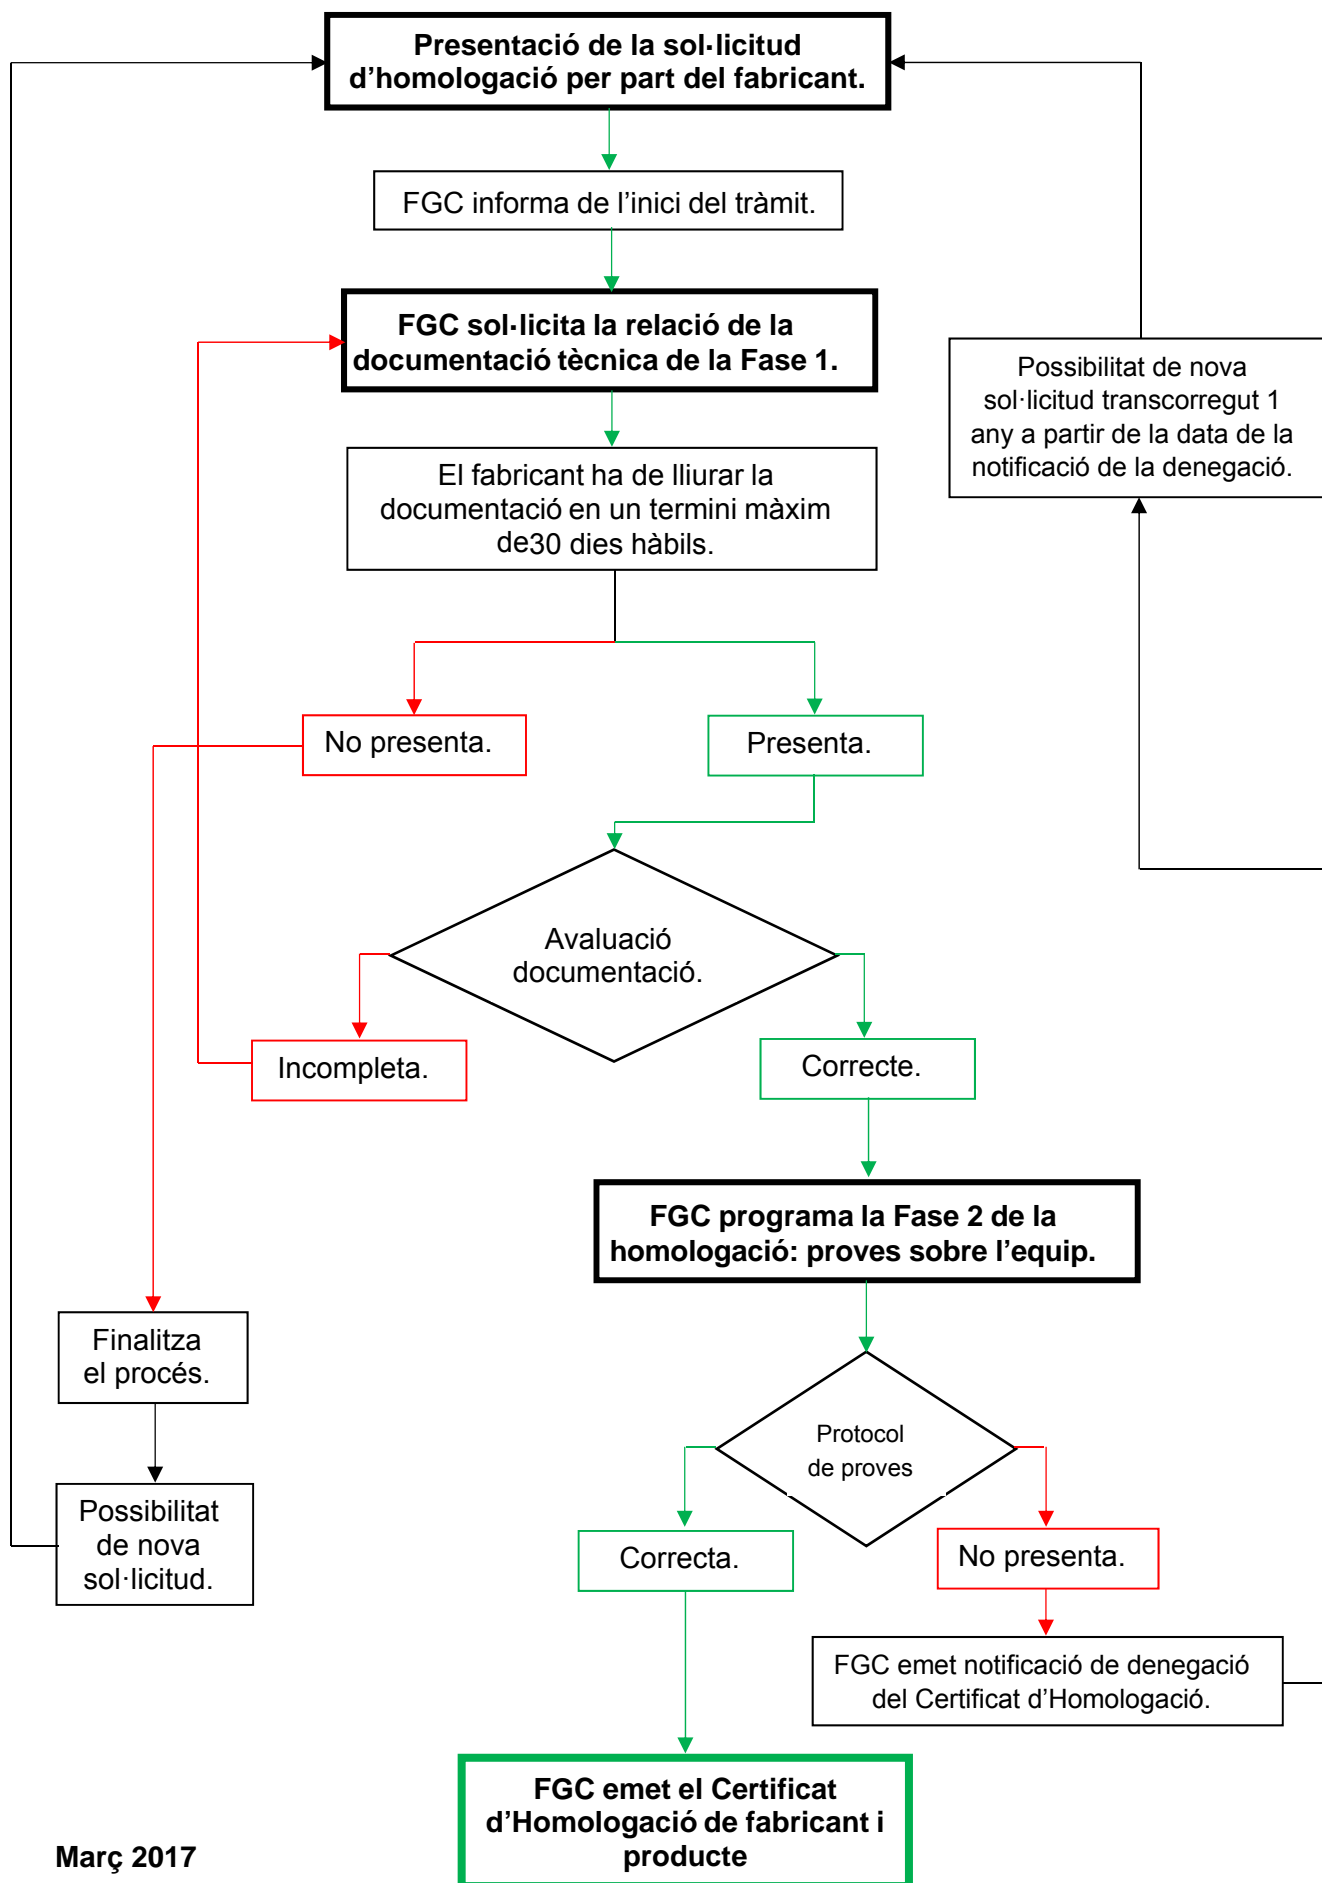 Presentació de la sol·licitud
d’homologació per part del fabricant.
FGC informa de l’inici del tràmit.
FGC sol·licita la relació de la
documentació tècnica de la Fase 1.
Possibilitat de nova
sol·licitud transcorregut 1
any a partir de la data de la
notificació de la denegació.
El fabricant ha de lliurar la
documentació en un termini màxim
de30 dies hàbils.
No presenta.
Presenta.
Avaluació
documentació.
Incompleta.
Correcte.
FGC programa la Fase 2 de la
homologació: proves sobre l’equip.
Finalitza
el procés.
Protocol
de proves
Possibilitat
de nova
sol·licitud.
Correcta.
No presenta.
FGC emet notificació de denegació
del Certificat d’Homologació.
FGC emet el Certificat
d’Homologació de fabricant i
producte
Març 2017